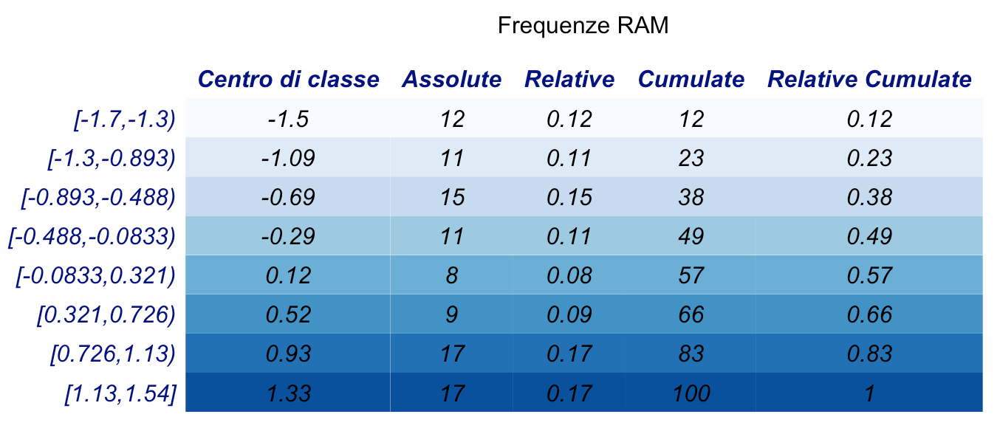 Frequenze RAM
Centro di classe Assolute Relative Cumulate Relative Cumulate
[-1.7,-1.3) -1.5 12 0.12 12 0.12
[-1.3,-0.893) -1.09 11 0.11 23 0.23
[-0.893,-0.488) -0.69 15 0.15 38 0.38
[-0.488,-0.0833) -0.29 11 0.11 49 0.49
[-0.0833,0.321) 0.12 8 0.08 57 0.57
[0.321,0.726) 0.52 9 0.09 66 0.66
[0.726,1.13) 0.93 17 0.17 83 0.83
[1.13,1.54] 1.33 17 0.17 100 1